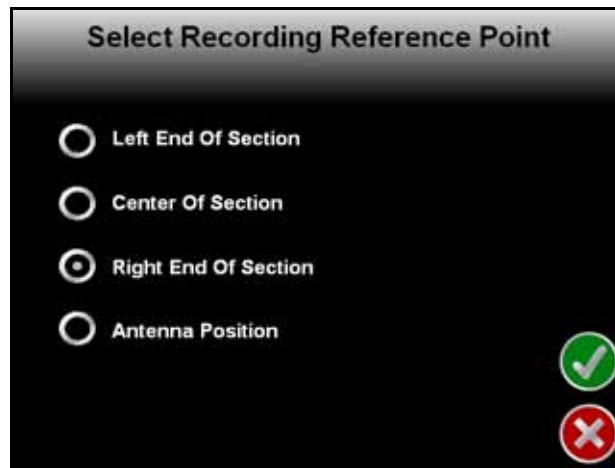 Select Recording Reference Point
Left End Of Section
Center Of Section
Right End Of Section
Antenna Position